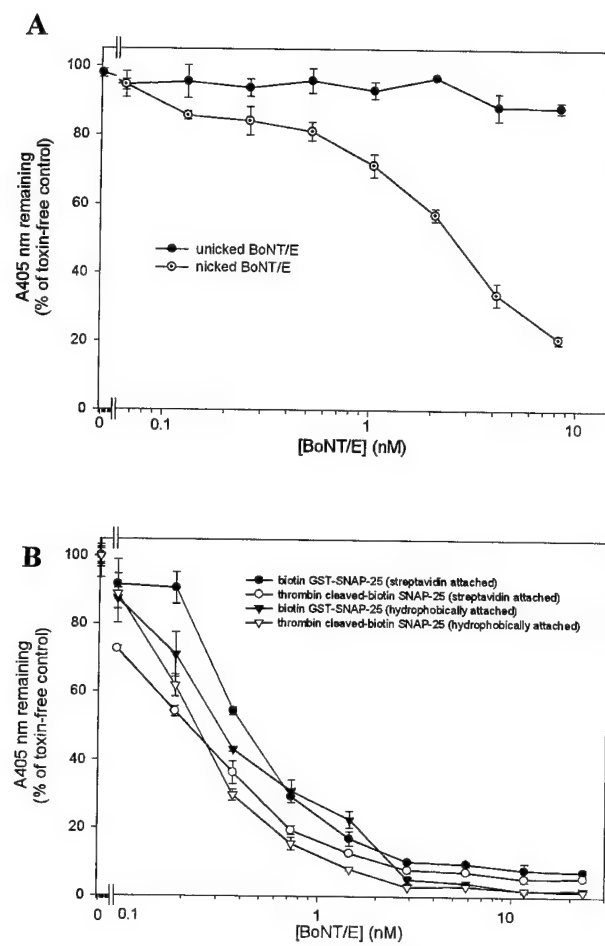 A
A405 nm remaining
(% of toxin-free control)
100
80
60
40
20
0
unicked BoNT/E
nicked BoNT/E
0
0.1
1
10
[BoNT/E] (nM)
B
A405 nm remaining
(% of toxin-free control)
100
80
60
40
20
0
biotin GST-SNAP-25 (streptavidin attached)
thrombin cleaved-biotin SNAP-25 (streptavidin attached)
biotin GST-SNAP-25 (hydrophobically attached)
thrombin cleaved-biotin SNAP-25 (hydrophobically attached)
0
0.1
1
10
[BoNT/E] (nM)